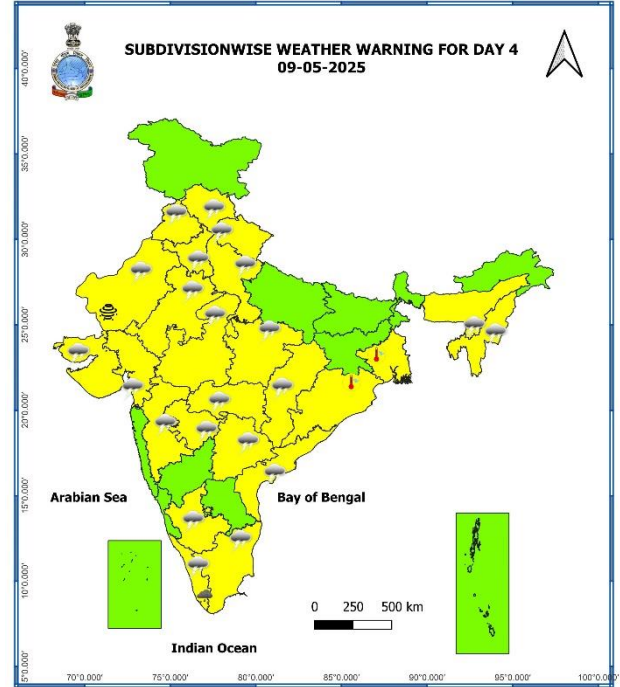 SUBDIVISIONWISE WEATHER WARNING FOR DAY 4
09-05-2025
40°0.000'
35°0.000'
30°0.000'
25°0.000'
20°0.000'
15°0.000'
10°0.000'
5°0.000'
Arabian Sea
Bay of Bengal
0 250 500 km
Indian Ocean
70°0.000' 75°0.000' 80°0.000' 85°0.000' 90°0.000' 95°0.000' 100°0.000'